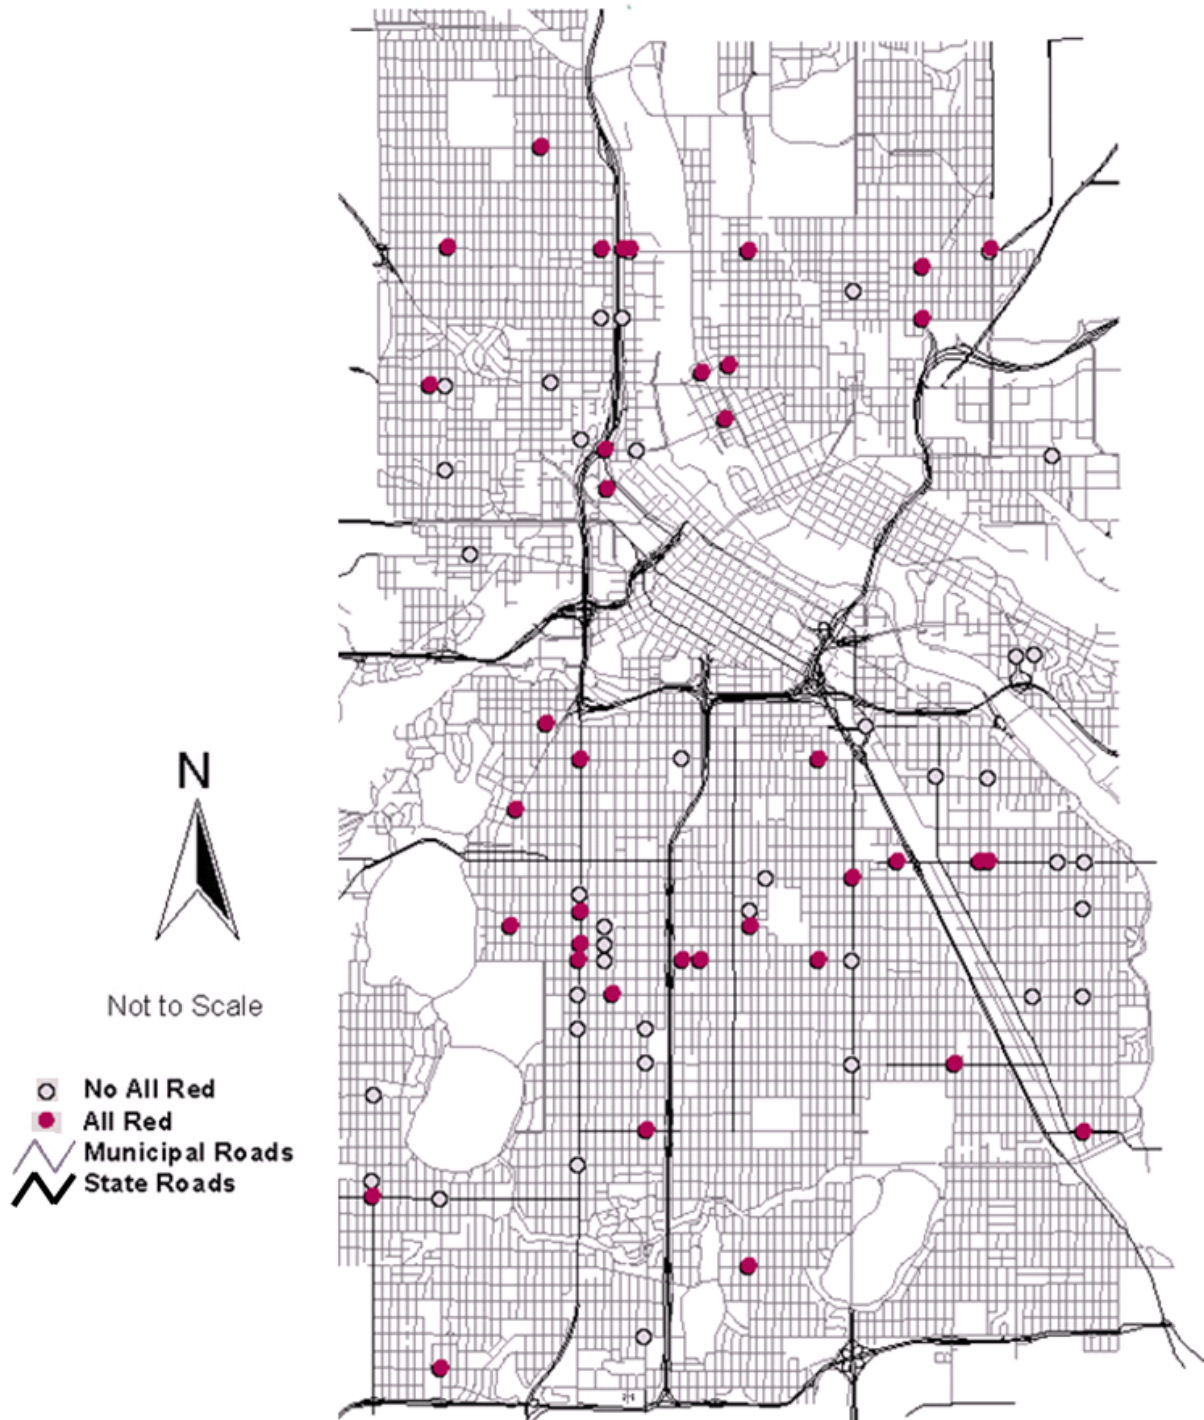 N
Not to Scale
No All Red
All Red
Municipal Roads
State Roads